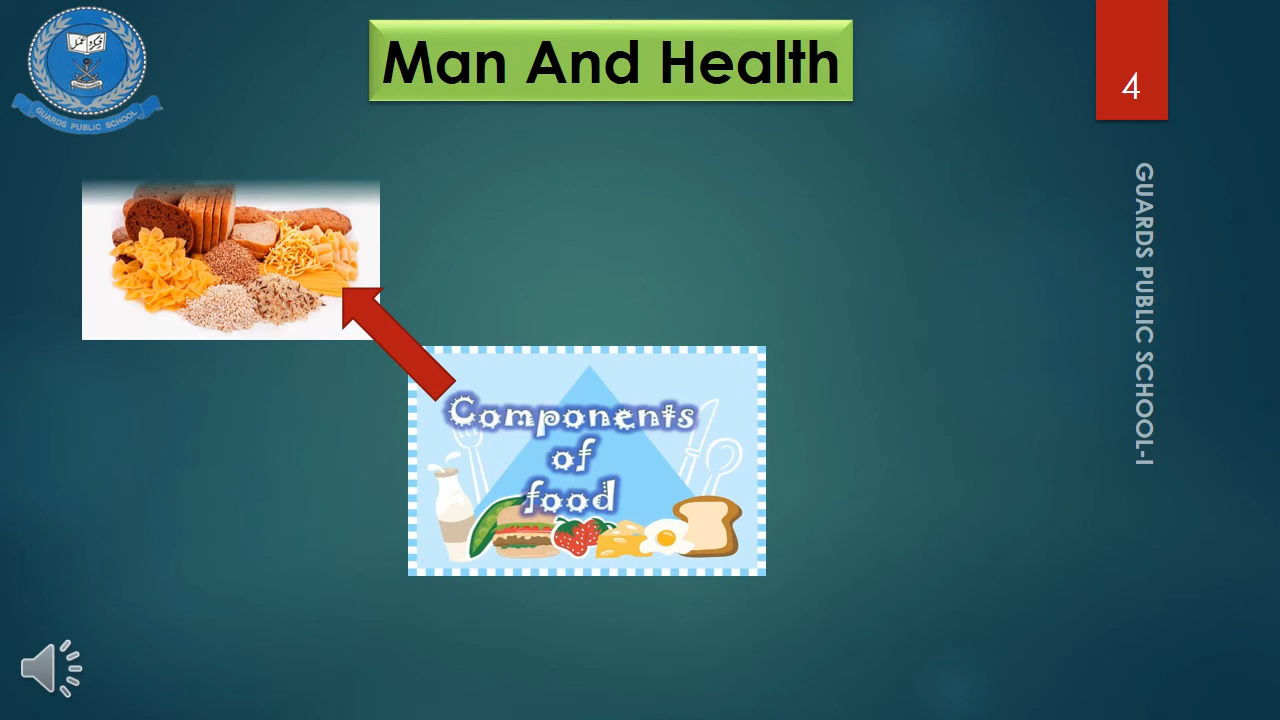 GUARDS PUBLIC SCHOOL
Man And Health
4
GUARDS PUBLIC SCHOOL-I
Components
of
food